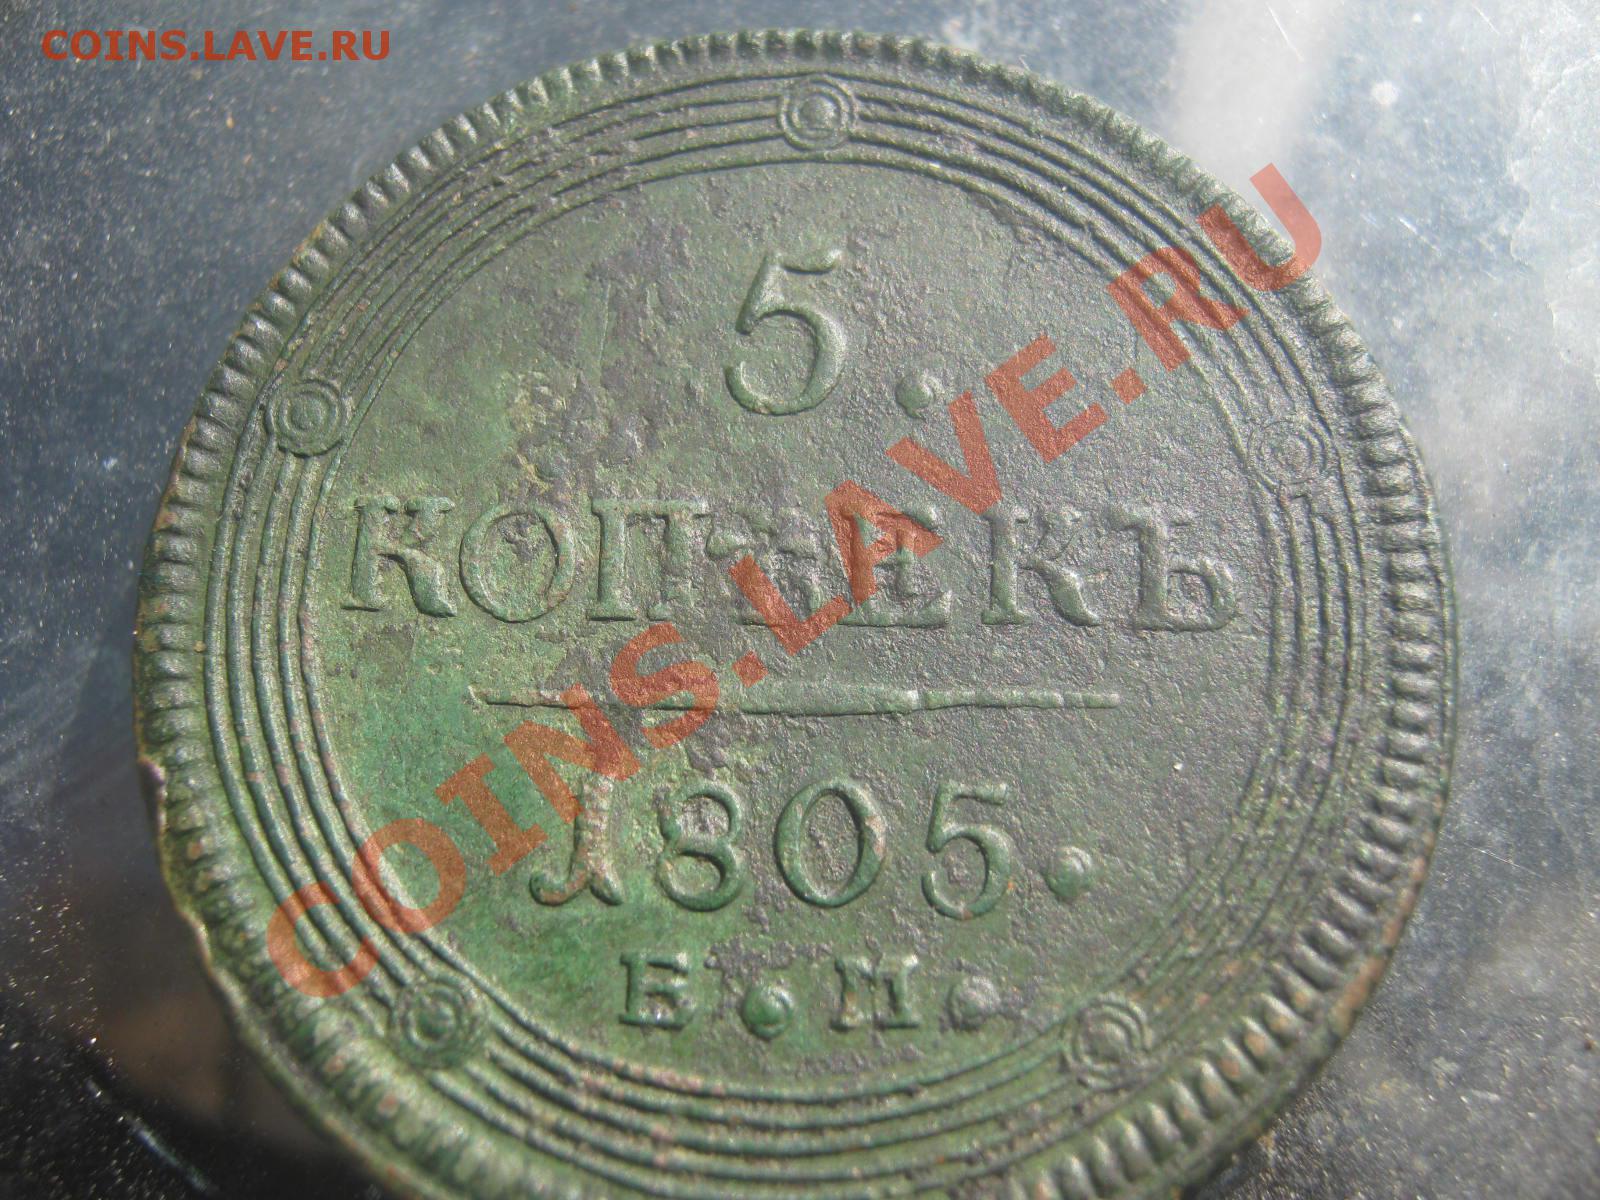 COINS.LAVE.RU
5.
КОПѢЕКЪ
1805.
Е.М.
COINS.LAVE.RU